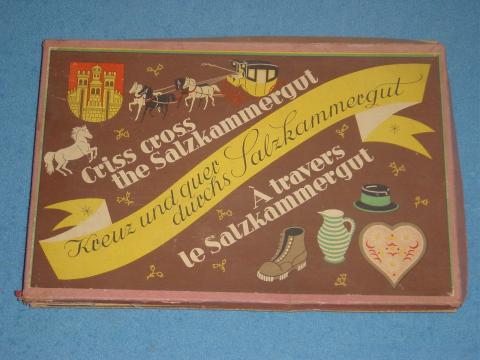 Criss cross
the Salzkammergut
Kreuz und quer
durchs Salzkammergut
À travers
le Salzkammergut